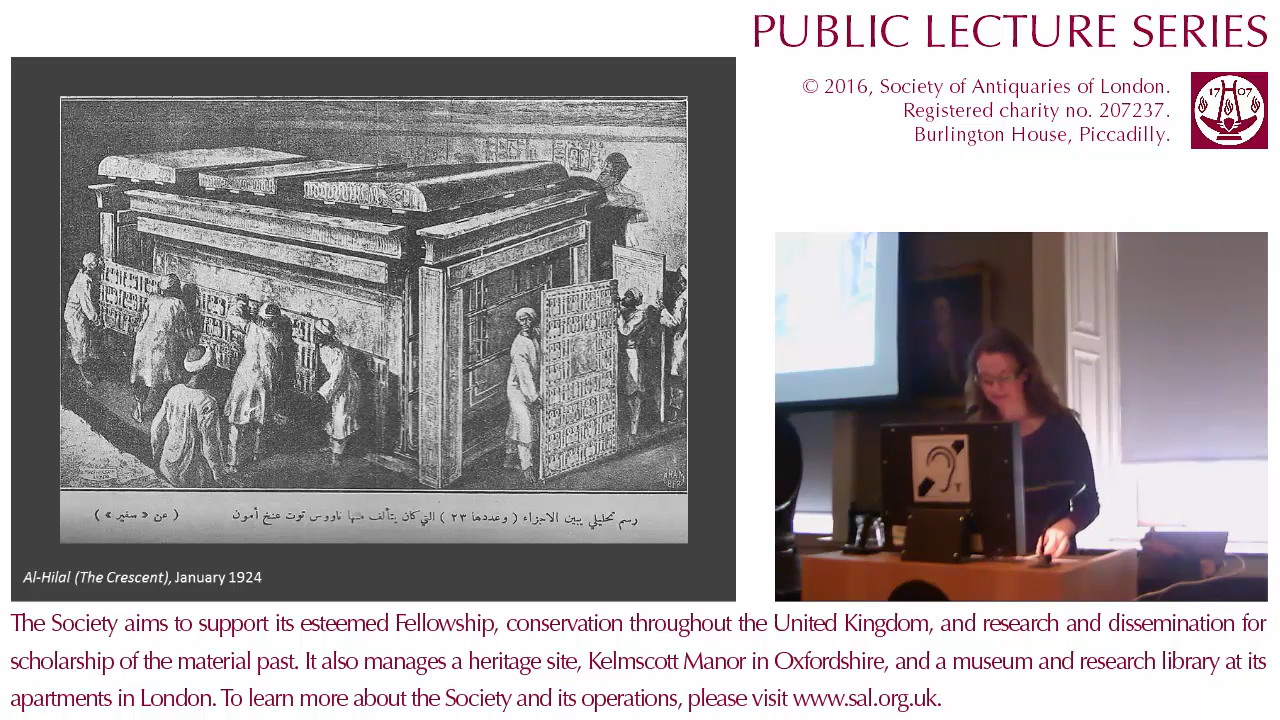 PUBLIC LECTURE SERIES
© 2016, Society of Antiquaries of London.
Registered charity no. 207237.
Burlington House, Piccadilly.
17 07
رسم تحليلي يبين الاجزاء ( وعددها ٢٣ ) التي كان يتألف منها ناووس توت عنخ أمون ( عن « سفير » )
Al-Hilal (The Crescent), January 1924
T
The Society aims to support its esteemed Fellowship, conservation throughout the United Kingdom, and research and dissemination for
scholarship of the material past. It also manages a heritage site, Kelmscott Manor in Oxfordshire, and a museum and research library at its
apartments in London. To learn more about the Society and its operations, please visit www.sal.org.uk.